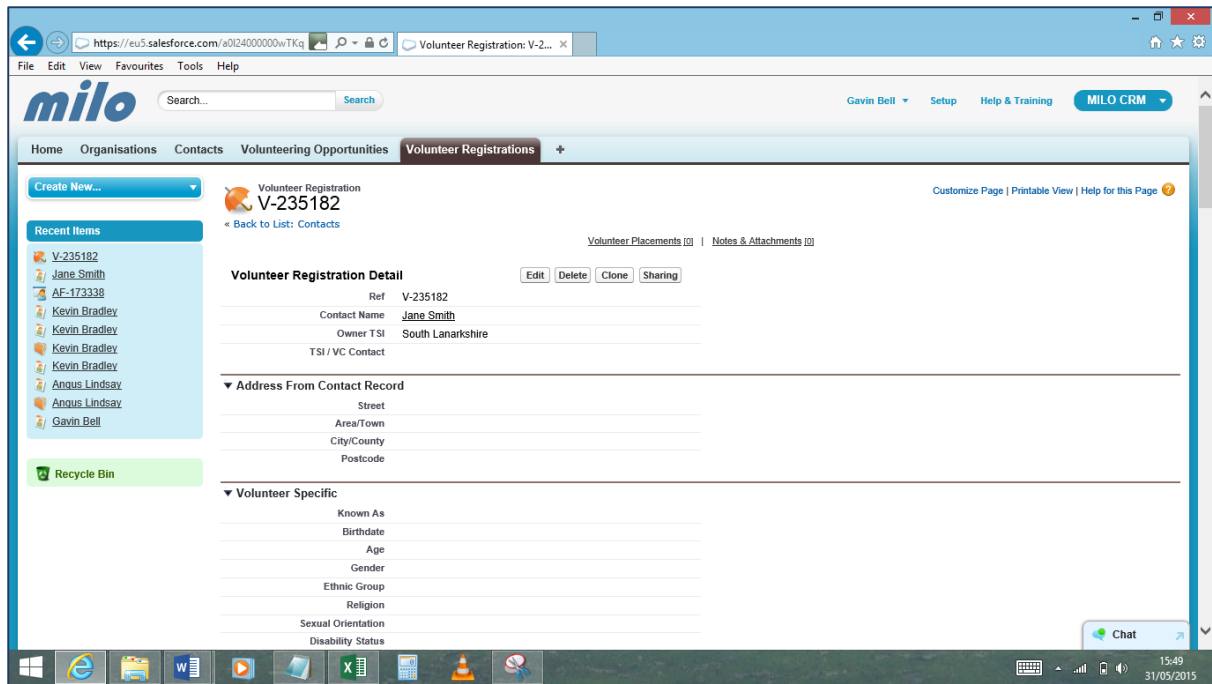 https://eu5.salesforce.com/a0I24000000wTKq
Volunteer Registration: V-2...
File Edit View Favourites Tools Help
milo
Search...
Search
Gavin Bell
Setup
Help & Training
MILO CRM
Home Organisations Contacts Volunteering Opportunities Volunteer Registrations +
Create New...
Recent Items
V-235182
Jane Smith
AF-173338
Kevin Bradley
Kevin Bradley
Kevin Bradley
Kevin Bradley
Angus Lindsay
Angus Lindsay
Gavin Bell
Recycle Bin
Volunteer Registration
V-235182
« Back to List: Contacts
Customize Page | Printable View | Help for this Page
Volunteer Placements [0] | Notes & Attachments [0]
Volunteer Registration Detail
Edit Delete Clone Sharing
Ref V-235182
Contact Name Jane Smith
Owner TSI South Lanarkshire
TSI / VC Contact
Address From Contact Record
Street
Area/Town
City/County
Postcode
Volunteer Specific
Known As
Birthdate
Age
Gender
Ethnic Group
Religion
Sexual Orientation
Disability Status
Chat
15:49
31/05/2015